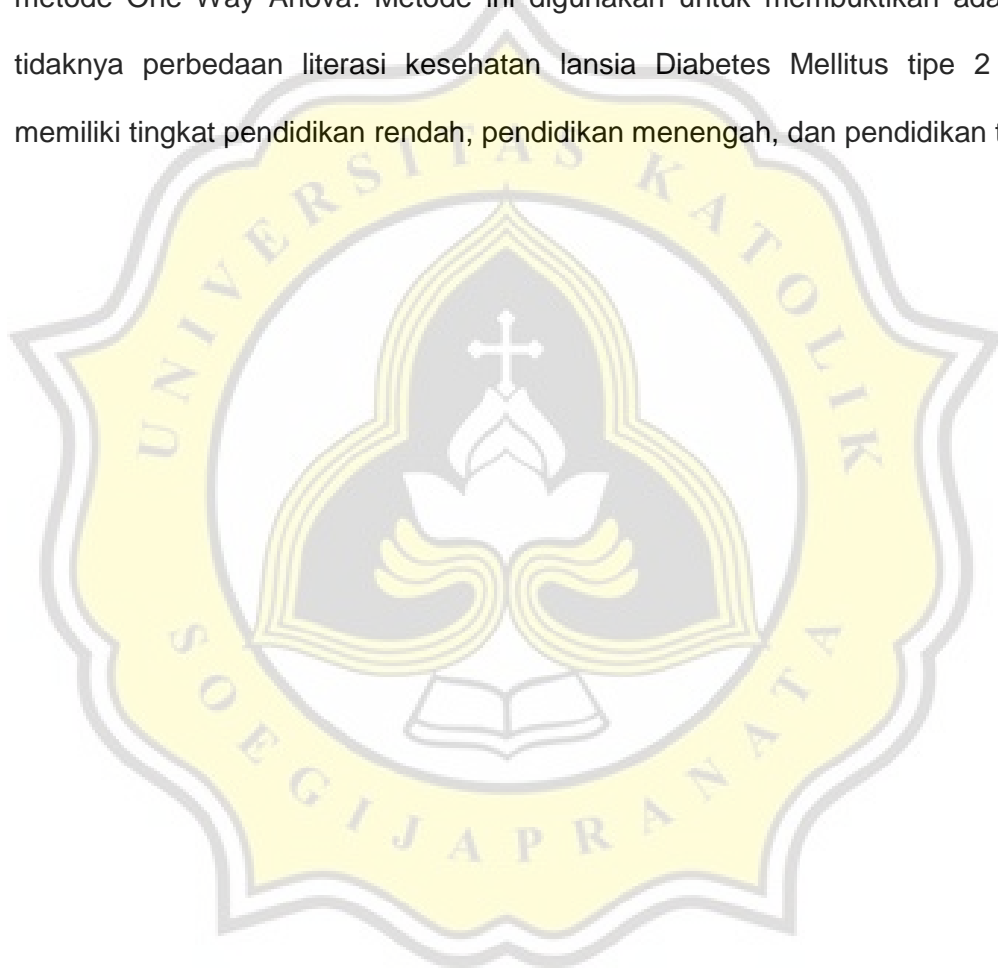 metode One Way Anova. Metode ini digunakan untuk membuktikan ada
tidaknya perbedaan literasi kesehatan lansia Diabetes Mellitus tipe 2
memiliki tingkat pendidikan rendah, pendidikan menengah, dan pendidikan
UNIVERSITAS KATOLIK
SOEGIJAPRANATA